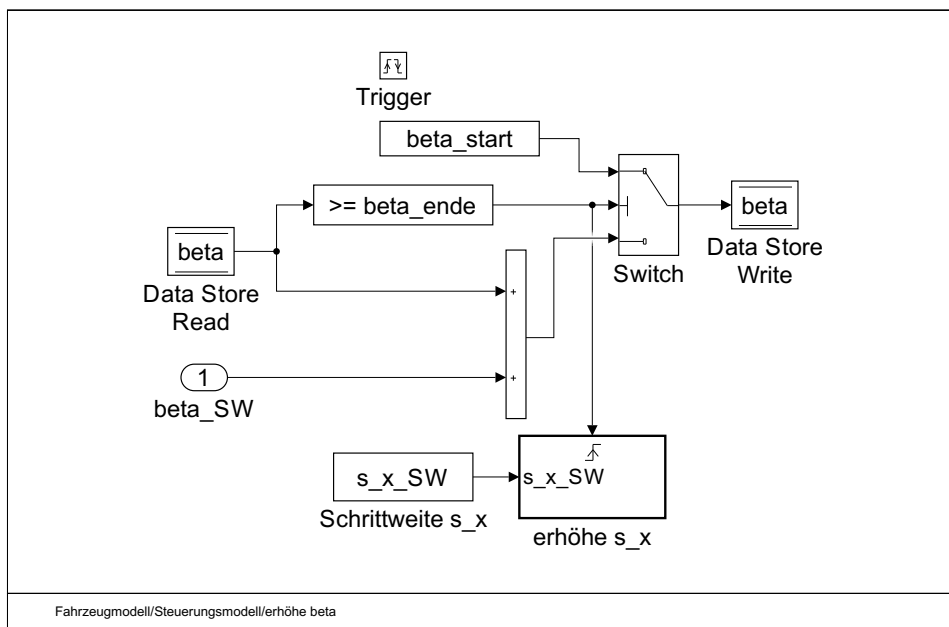 Trigger
beta_start
>= beta_ende
beta
Data Store
Read
Switch
beta
Data Store
Write
+
+
1
beta_SW
s_x_SW
Schrittweite s_x
s_x_SW
erhöhe s_x
Fahrzeugmodell/Steuerungsmodell/erhöhe beta